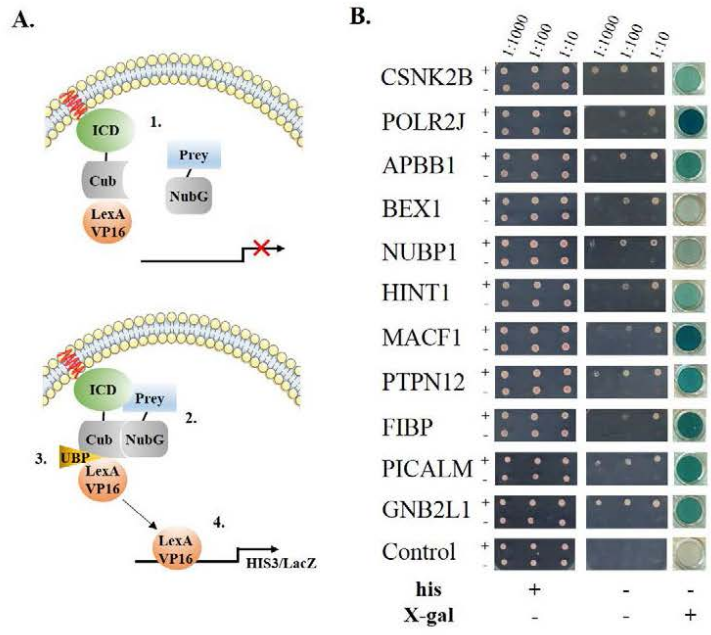 A.
ICD
1.
Cub
Prey
NubG
LexA
VP16
ICD
Prey
2.
Cub
NubG
3.
UBP
LexA
VP16
4.
LexA
VP16
HIS3/LacZ
B.
1:1000 1:100 1:10 1:1000 1:100 1:10
CSNK2B + -
POLR2J + -
APBB1 + -
BEX1 + -
NUBP1 + -
HINT1 + -
MACF1 + -
PTPN12 + -
FIBP + -
PICALM + -
GNB2L1 + -
Control + -
his + - -
X-gal - - +